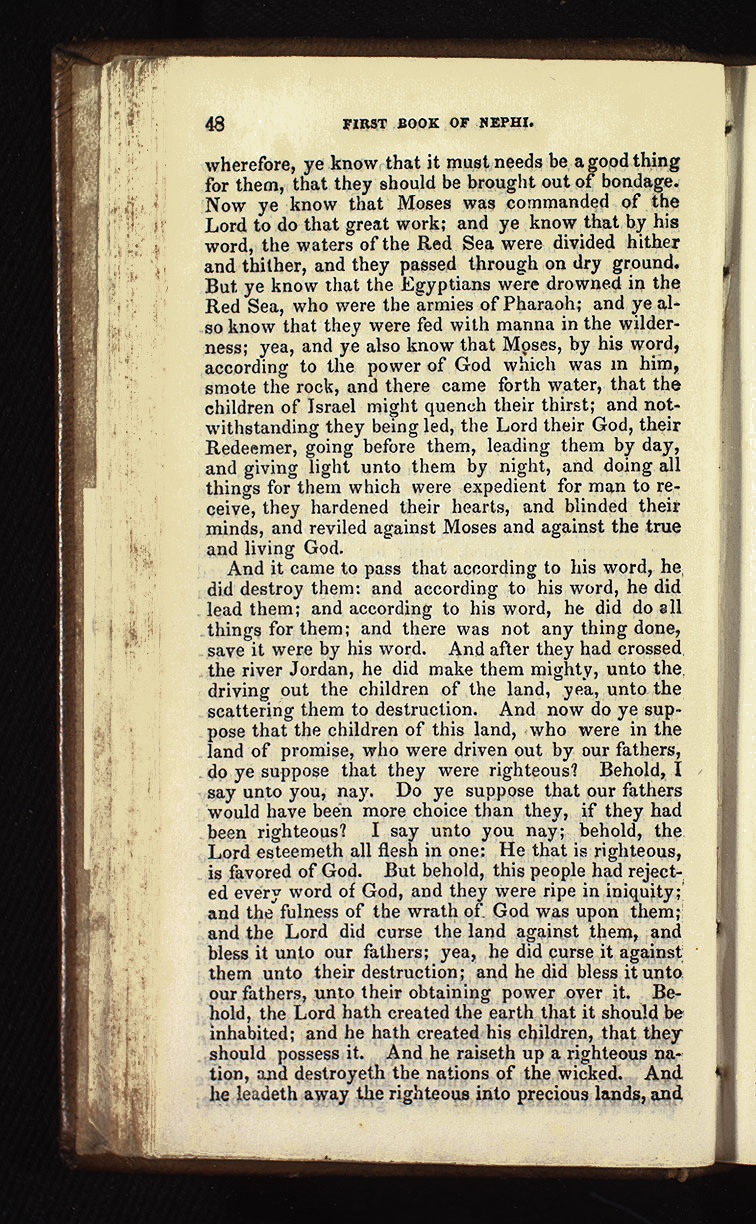 48 FIRST BOOK OF NEPHI.
wherefore, ye know that it must needs be a good thing
for them, that they should be brought out of bondage.
Now ye know that Moses was commanded of the
Lord to do that great work; and ye know that by his
word, the waters of the Red Sea were divided hither
and thither, and they passed through on dry ground.
But ye know that the Egyptians were drowned in the
Red Sea, who were the armies of Pharaoh; and ye al-
so know that they were fed with manna in the wilder-
ness; yea, and ye also know that Moses, by his word,
according to the power of God which was in him,
smote the rock, and there came forth water, that the
children of Israel might quench their thirst; and not-
withstanding they being led, the Lord their God, their
Redeemer, going before them, leading them by day,
and giving light unto them by night, and doing all
things for them which were expedient for man to re-
ceive, they hardened their hearts, and blinded their
minds, and reviled against Moses and against the true
and living God.
And it came to pass that according to his word, he
did destroy them: and according to his word, he did
lead them; and according to his word, he did do all
things for them; and there was not any thing done,
save it were by his word. And after they had crossed
the river Jordan, he did make them mighty, unto the
driving out the children of the land, yea, unto the
scattering them to destruction. And now do ye sup-
pose that the children of this land, who were in the
land of promise, who were driven out by our fathers,
do ye suppose that they were righteous? Behold, I
say unto you, nay. Do ye suppose that our fathers
would have been more choice than they, if they had
been righteous? I say unto you nay; behold, the
Lord esteemeth all flesh in one: He that is righteous,
is favored of God. But behold, this people had reject-
ed every word of God, and they were ripe in iniquity;
and the fulness of the wrath of God was upon them;
and the Lord did curse the land against them, and
bless it unto our fathers; yea, he did curse it against
them unto their destruction; and he did bless it unto
our fathers, unto their obtaining power over it. Be-
hold, the Lord hath created the earth that it should be
inhabited; and he hath created his children, that they
should possess it. And he raiseth up a righteous na-
tion, and destroyeth the nations of the wicked. And
he leadeth away the righteous into precious lands, and